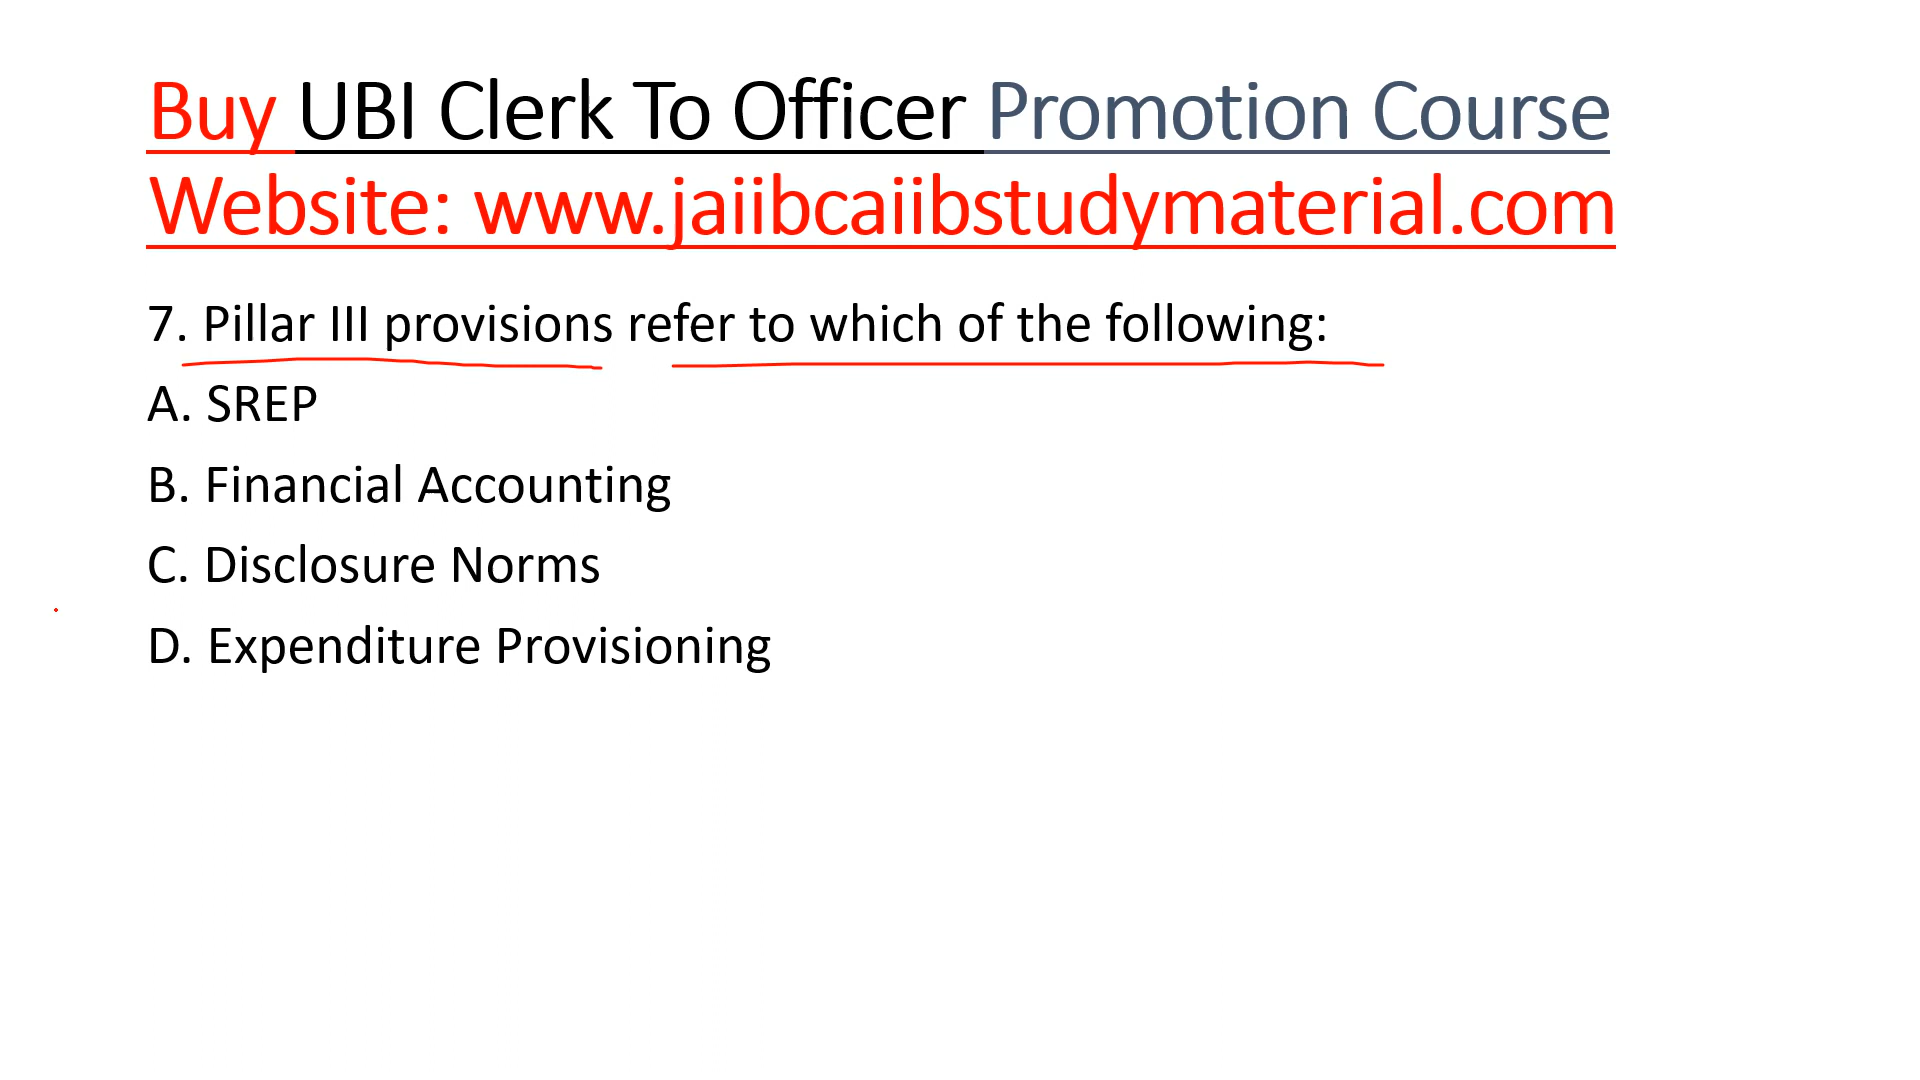 Buy UBI Clerk To Officer Promotion Course
Website: www.jaiibcaiibstudymaterial.com
7. Pillar III provisions refer to which of the following:
A. SREP
B. Financial Accounting
C. Disclosure Norms
D. Expenditure Provisioning